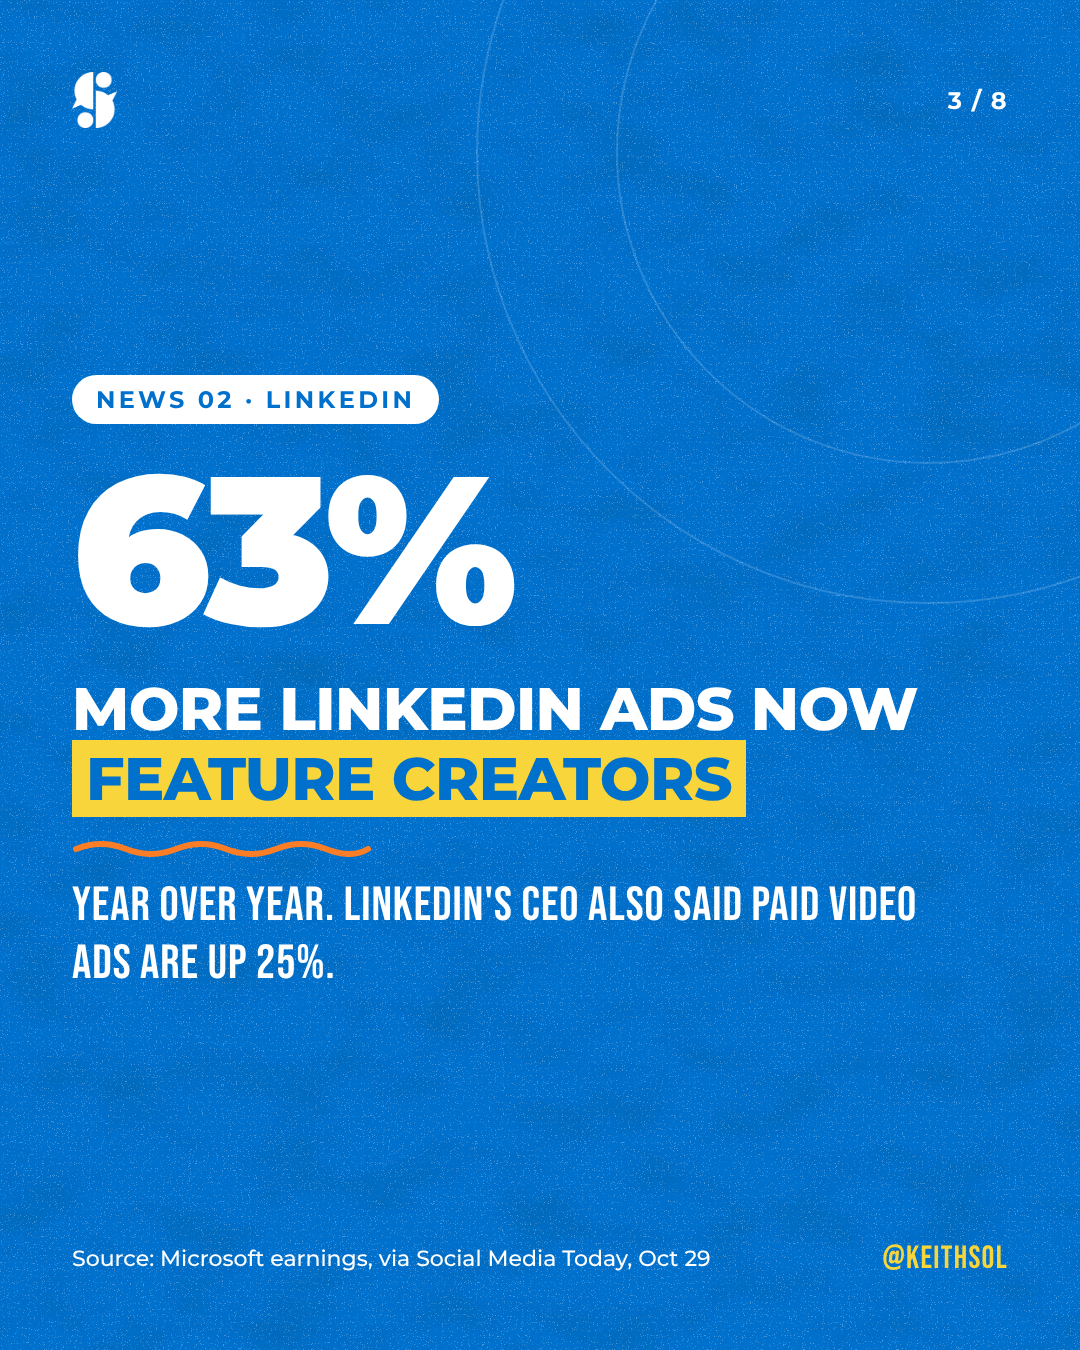 3 / 8
NEWS 02 · LINKEDIN
63%
MORE LINKEDIN ADS NOW
FEATURE CREATORS
YEAR OVER YEAR. LINKEDIN'S CEO ALSO SAID PAID VIDEO
ADS ARE UP 25%.
Source: Microsoft earnings, via Social Media Today, Oct 29
@KEITHSOL